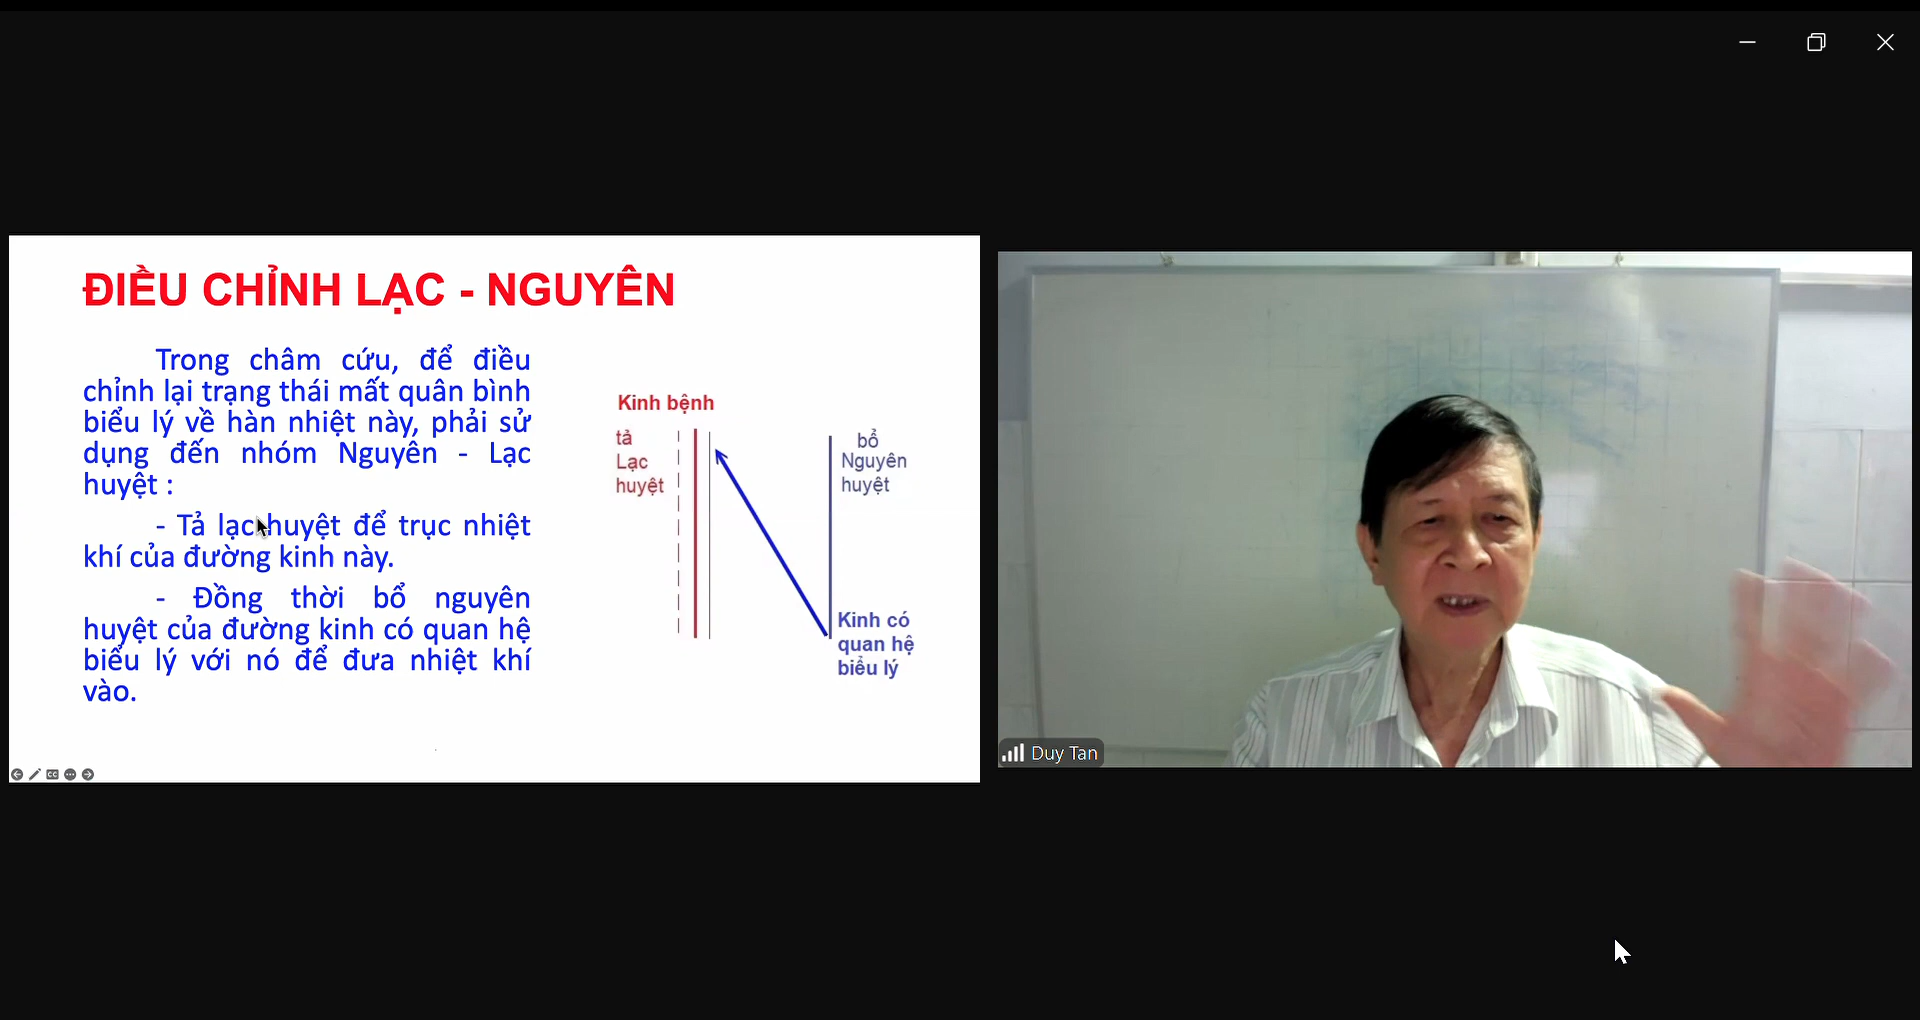 ĐIỀU CHỈNH LẠC - NGUYÊN
Trong châm cứu, để điều
chỉnh lại trạng thái mất quân bình
biểu lý về hàn nhiệt này, phải sử
dụng đến nhóm Nguyên - Lạc
huyệt :
- Tả lạc huyệt để trục nhiệt
khí của đường kinh này.
- Đồng thời bổ nguyên
huyệt của đường kinh có quan hệ
biểu lý với nó để đưa nhiệt khí
vào.
Kinh bệnh
tả
Lạc
huyệt
bổ
Nguyên
huyệt
Kinh có
quan hệ
biểu lý
Duy Tan